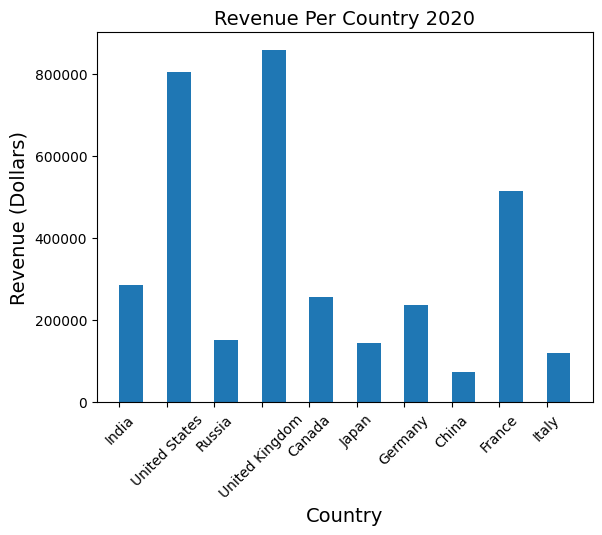 Revenue Per Country 2020
Revenue (Dollars)
800000
600000
400000
200000
0
India
United States
Russia
United Kingdom
Canada
Japan
Germany
China
France
Italy
Country